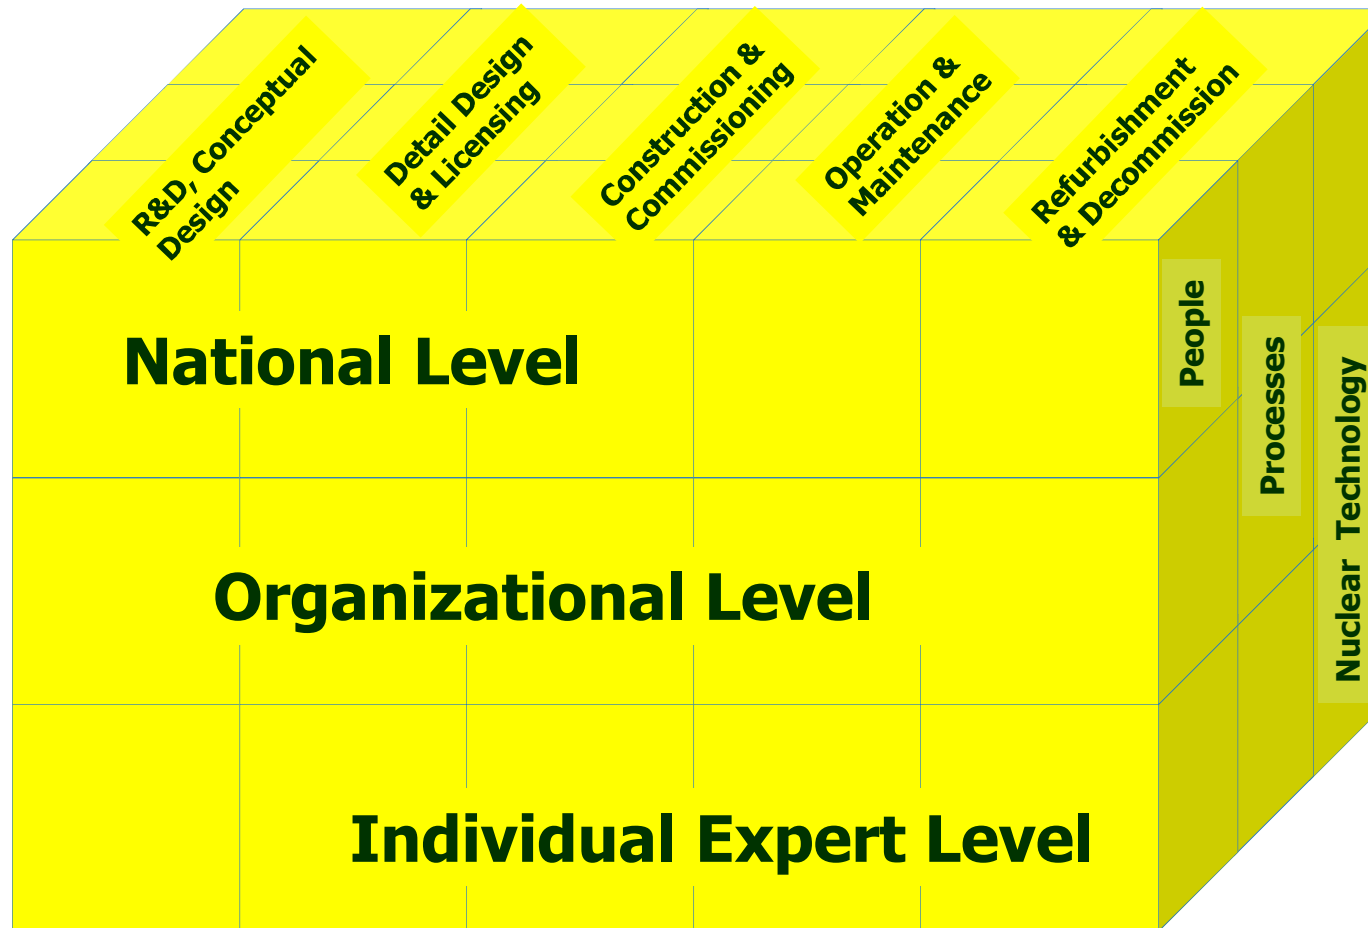 R&D, Conceptual
Design
Detail Design
& Licensing
Construction &
Commissioning
Operation &
Maintenance
Refurbishment
& Decommission
National Level
Organizational Level
Individual Expert Level
People
Processes
Nuclear Technology